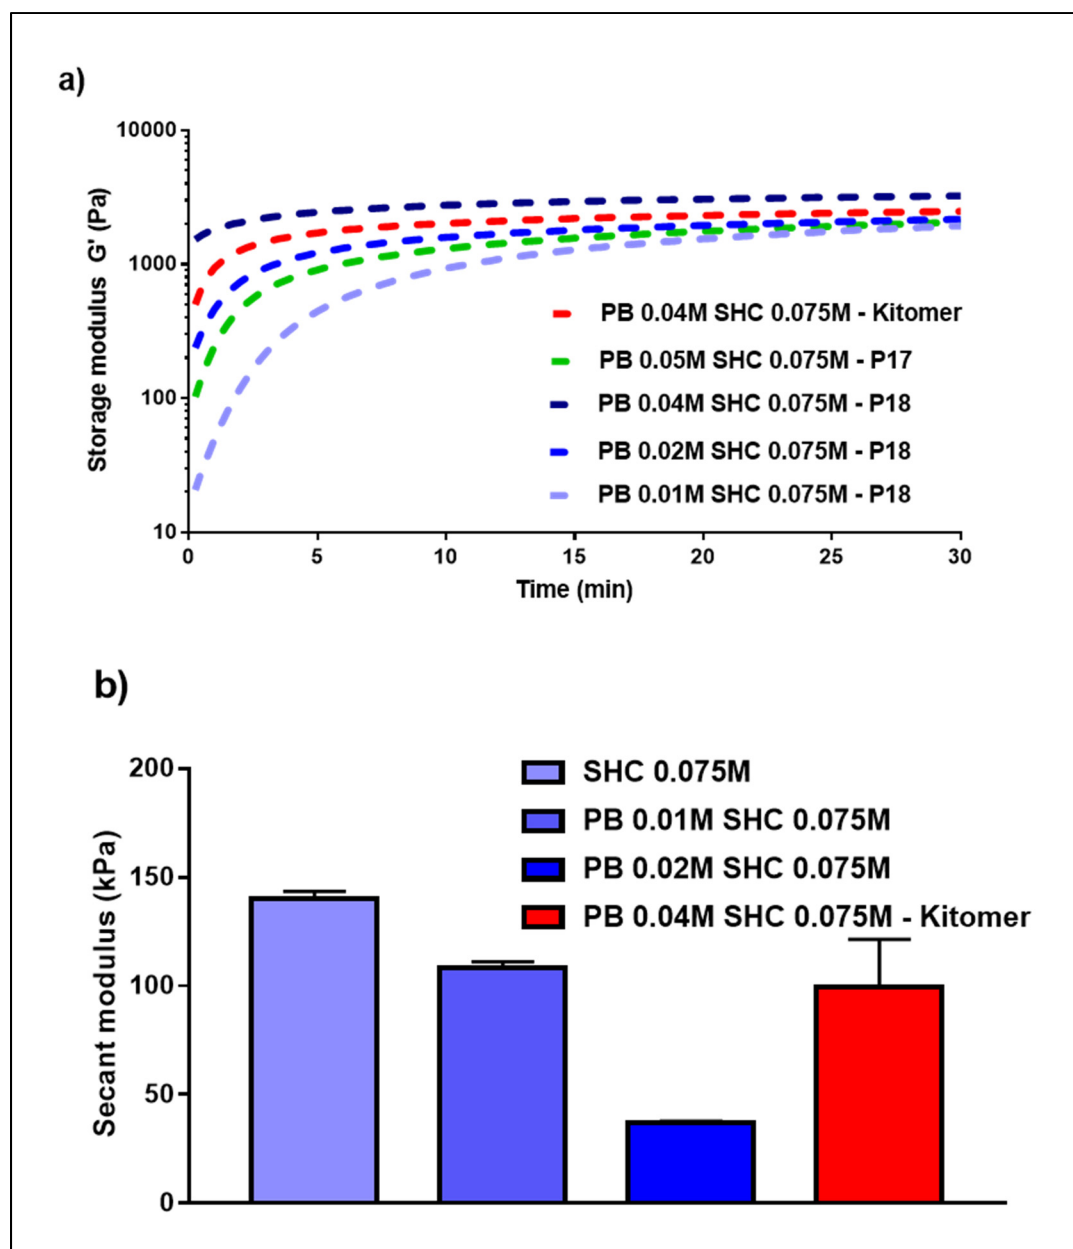 a)
10000
1000
100
10
Storage modulus G' (Pa)
PB 0.04M SHC 0.075M - Kitomer
PB 0.05M SHC 0.075M - P17
PB 0.04M SHC 0.075M - P18
PB 0.02M SHC 0.075M - P18
PB 0.01M SHC 0.075M - P18
0 5 10 15 20 25 30
Time (min)
b)
200
150
100
50
0
Secant modulus (kPa)
SHC 0.075M
PB 0.01M SHC 0.075M
PB 0.02M SHC 0.075M
PB 0.04M SHC 0.075M - Kitomer